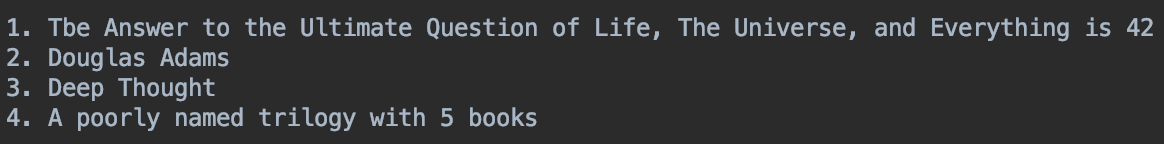 1. Tbe Answer to the Ultimate Question of Life, The Universe, and Everything is 42
2. Douglas Adams
3. Deep Thought
4. A poorly named trilogy with 5 books